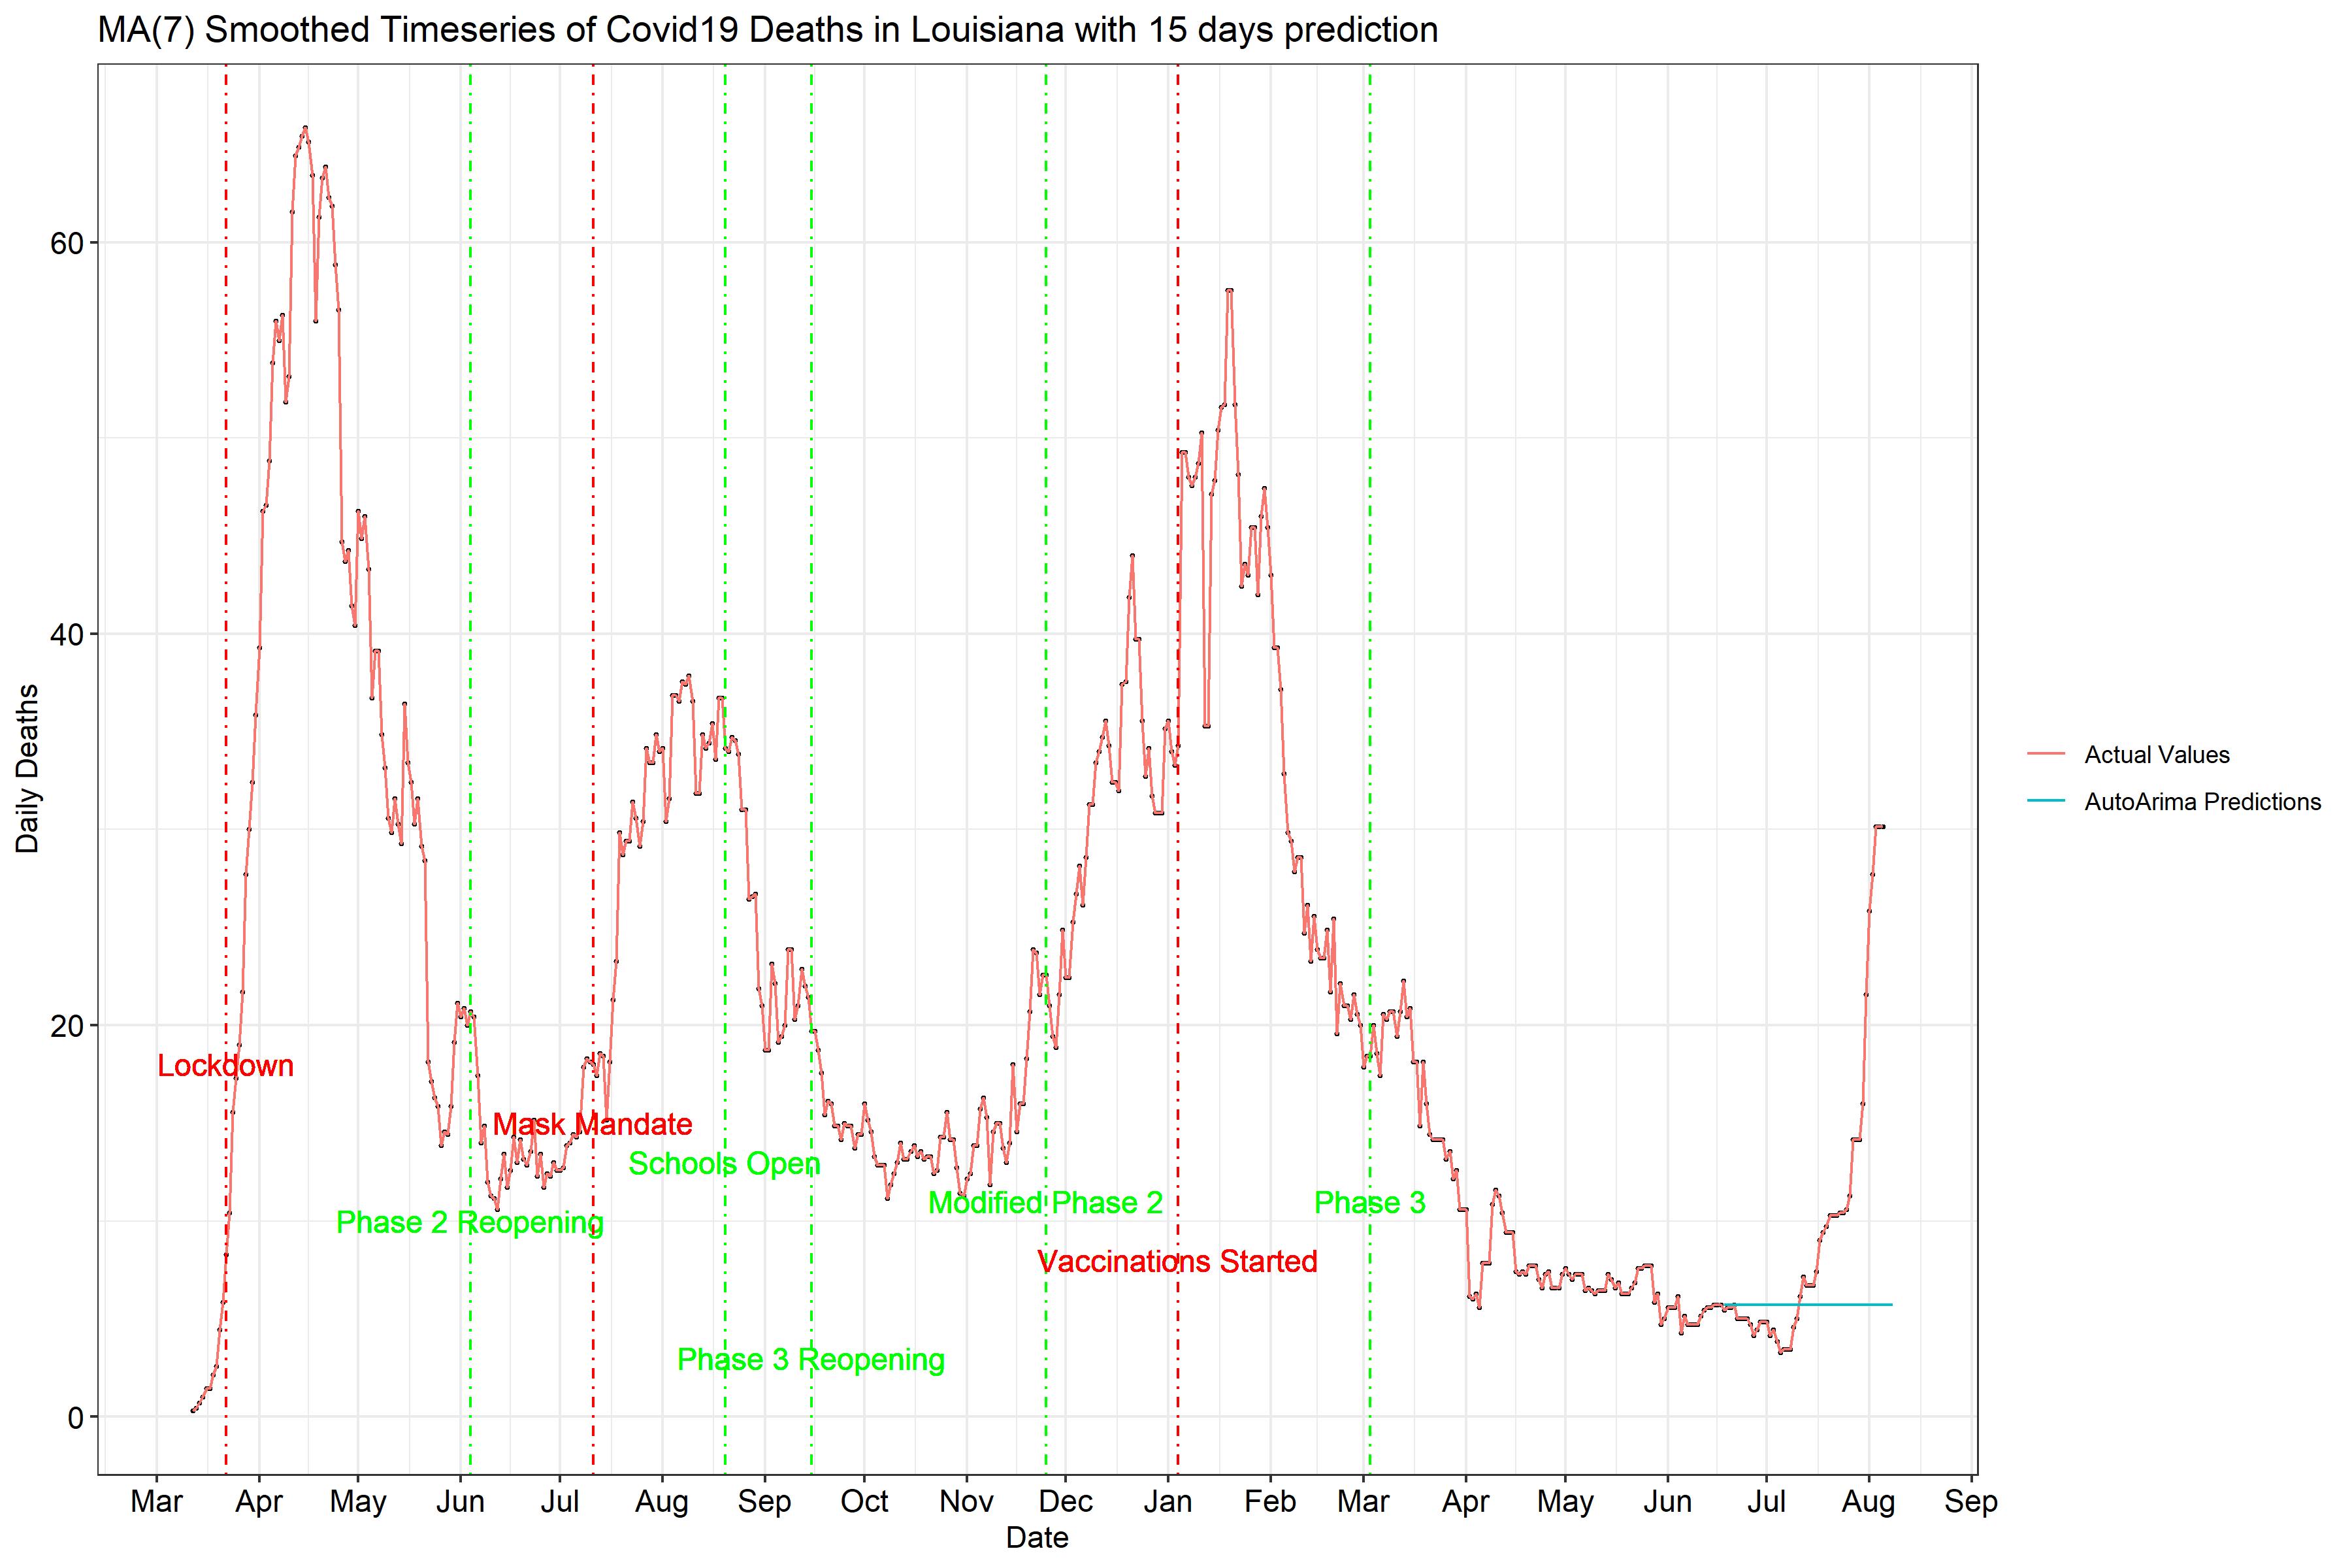 MA(7) Smoothed Timeseries of Covid19 Deaths in Louisiana with 15 days prediction
60
40
20
0
Daily Deaths
Lockdown
Mask Mandate
Schools Open
Phase 2 Reopening
Modified Phase 2
Phase 3
Vaccinations Started
Phase 3 Reopening
Actual Values
AutoArima Predictions
Mar Apr May Jun Jul Aug Sep Oct Nov Dec Jan Feb Mar Apr May Jun Jul Aug Sep
Date